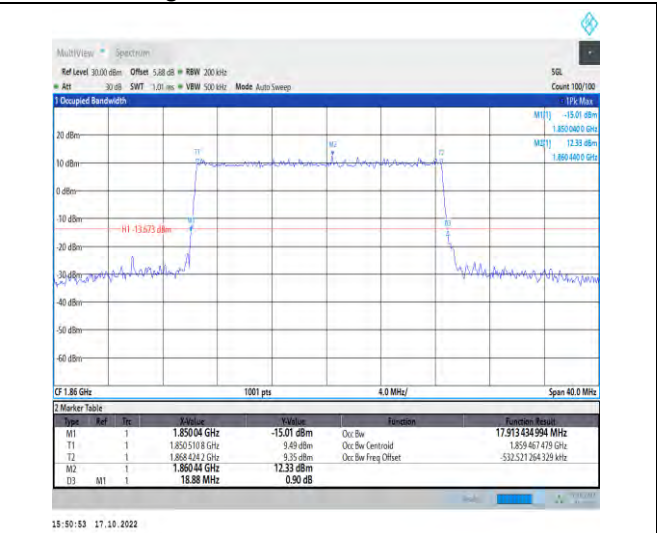 MultiView Spectrum
Ref Level 30.00 dBm Offset 5.88 dB RBW 200 kHz SGL
Att 30 dB SWT 1.01 ms VBW 500 kHz Mode Auto Sweep Count 100/100
1 Occupied Bandwidth 1Pk Max
M1[1] -15.01 dBm
1.850 040 0 GHz
20 dBm
M2[1] 12.33 dBm
1.860 440 0 GHz
M2
T1 T2
10 dBm
0 dBm
-10 dBm
M1 D3
H1 -13.673 dBm
-20 dBm
-30 dBm
-40 dBm
-50 dBm
-60 dBm
CF 1.86 GHz 1001 pts 4.0 MHz/ Span 40.0 MHz
2 Marker Table
Type Ref Trc X-Value Y-Value Function Function Result
M1 1 1.85004 GHz -15.01 dBm Occ Bw 17.913 434 994 MHz
T1 1 1.850 510 8 GHz 9.49 dBm Occ Bw Centroid 1.859 467 479 GHz
T2 1 1.868 424 2 GHz 9.35 dBm Occ Bw Freq Offset -532.521 264 329 kHz
M2 1 1.86044 GHz 12.33 dBm
D3 M1 1 18.88 MHz 0.90 dB
15:50:53 17.10.2022